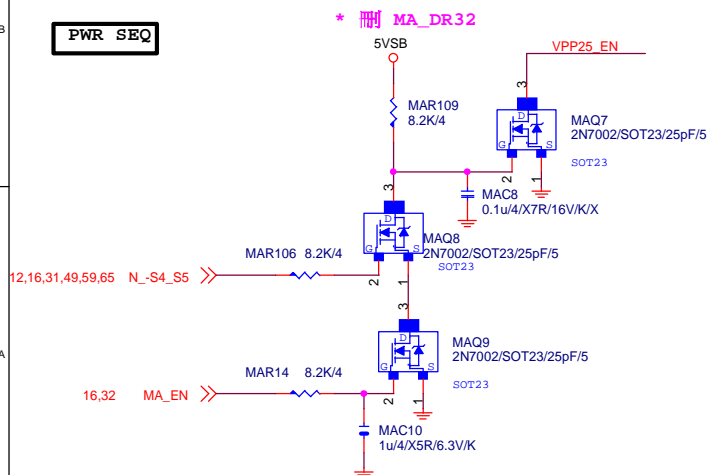 * 刪 MA_DR32
B
PWR SEQ
5VSB
VPP25_EN
3
MAR109
8.2K/4
D
MAQ7
2N7002/SOT23/25pF/5
G
S
SOT23
2
1
3
MAC8
0.1u/4/X7R/16V/K/X
D
MAQ8
2N7002/SOT23/25pF/5
G
S
SOT23
MAR106 8.2K/4
12,16,31,49,59,65 N_-S4_S5
2
1
3
D
MAQ9
2N7002/SOT23/25pF/5
A
G
S
SOT23
MAR14 8.2K/4
16,32 MA_EN
2
1
MAC10
1u/4/X5R/6.3V/K